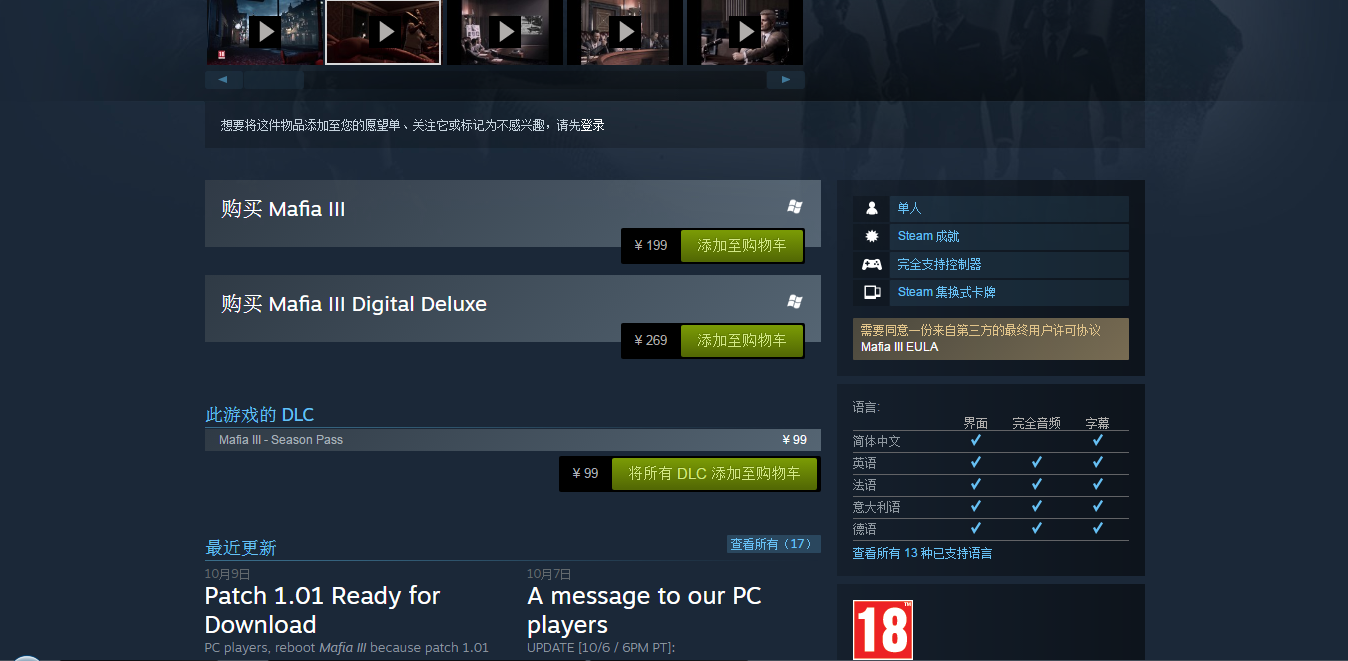 想要将这件物品添加至您的愿望单、关注它或标记为不感兴趣，请先登录
购买 Mafia III
¥ 199
添加至购物车
购买 Mafia III Digital Deluxe
¥ 269
添加至购物车
此游戏的 DLC
Mafia III - Season Pass ¥ 99
¥ 99
将所有 DLC 添加至购物车
最近更新
查看所有（17）
10月9日
Patch 1.01 Ready for
Download
PC players, reboot Mafia III because patch 1.01
10月7日
A message to our PC
players
UPDATE [10/6 / 6PM PT]:
单人
Steam 成就
完全支持控制器
Steam 集换式卡牌
需要同意一份来自第三方的最终用户许可协议
Mafia III EULA
语言:
界面 完全音频 字幕
简体中文
英语
法语
意大利语
德语
查看所有 13 种已支持语言
18